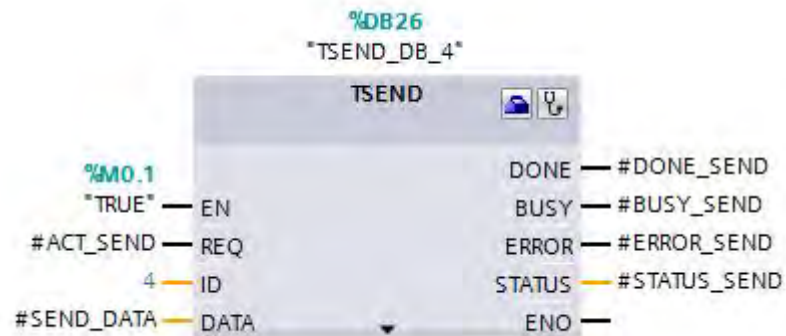 %DB26
"TSEND_DB_4"
TSEND
DONE #DONE_SEND
%M0.1
"TRUE" EN BUSY #BUSY_SEND
#ACT_SEND REQ ERROR #ERROR_SEND
4 ID STATUS #STATUS_SEND
#SEND_DATA DATA ENO